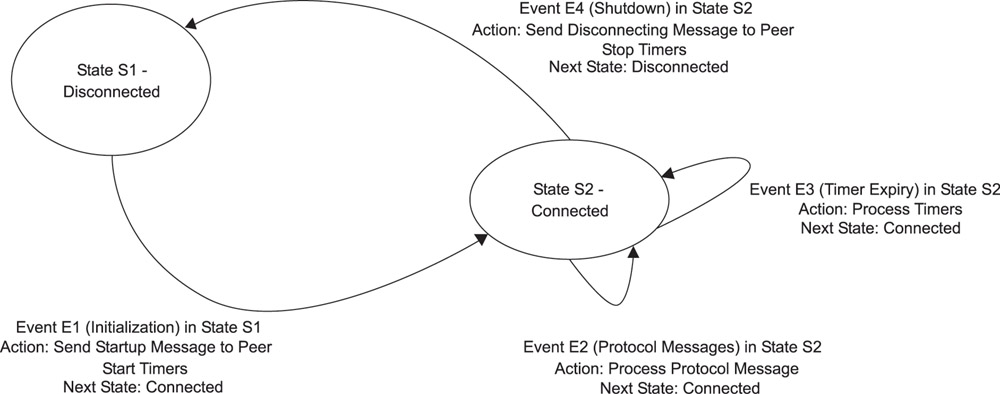 Event E4 (Shutdown) in State S2
Action: Send Disconnecting Message to Peer
Stop Timers
Next State: Disconnected
State S1 -
Disconnected
State S2 -
Connected
Event E3 (Timer Expiry) in State S2
Action: Process Timers
Next State: Connected
Event E1 (Initialization) in State S1
Action: Send Startup Message to Peer
Start Timers
Next State: Connected
Event E2 (Protocol Messages) in State S2
Action: Process Protocol Message
Next State: Connected